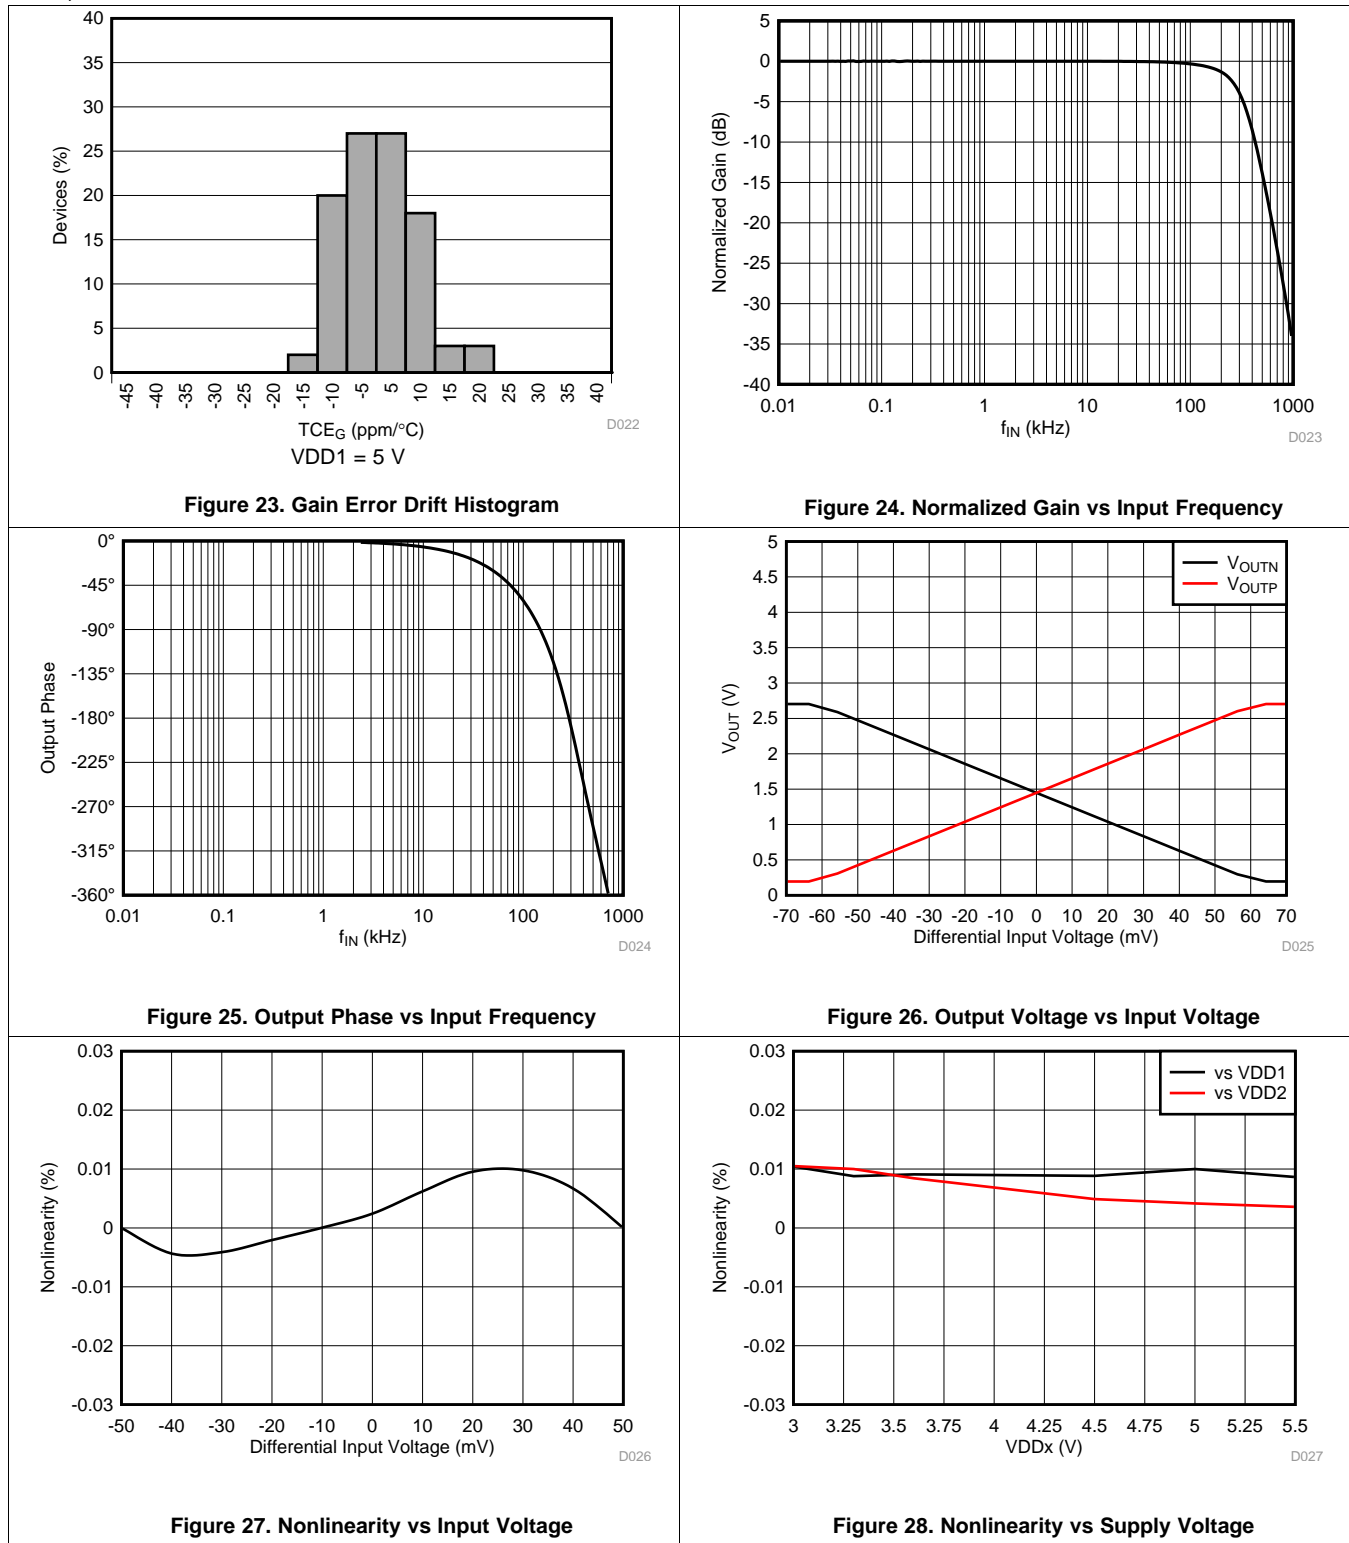 40
35
30
25
20
15
10
5
0
Devices (%)
-45 -40 -35 -30 -25 -20 -15 -10 -5 5 10 15 20 25 30 35 40
TCE_G (ppm/°C)
D022
VDD1 = 5 V
Figure 23. Gain Error Drift Histogram
5
0
-5
-10
-15
-20
-25
-30
-35
-40
Normalized Gain (dB)
0.01 0.1 1 10 100 1000
f_IN (kHz)
D023
Figure 24. Normalized Gain vs Input Frequency
0°
-45°
-90°
-135°
-180°
-225°
-270°
-315°
-360°
Output Phase
0.01 0.1 1 10 100 1000
f_IN (kHz)
D024
Figure 25. Output Phase vs Input Frequency
5
4.5
4
3.5
3
2.5
2
1.5
1
0.5
0
V_OUT (V)
V_OUTN
V_OUTP
-70 -60 -50 -40 -30 -20 -10 0 10 20 30 40 50 60 70
Differential Input Voltage (mV)
D025
Figure 26. Output Voltage vs Input Voltage
0.03
0.02
0.01
0
-0.01
-0.02
-0.03
Nonlinearity (%)
-50 -40 -30 -20 -10 0 10 20 30 40 50
Differential Input Voltage (mV)
D026
Figure 27. Nonlinearity vs Input Voltage
0.03
0.02
0.01
0
-0.01
-0.02
-0.03
Nonlinearity (%)
vs VDD1
vs VDD2
3 3.25 3.5 3.75 4 4.25 4.5 4.75 5 5.25 5.5
VDDx (V)
D027
Figure 28. Nonlinearity vs Supply Voltage